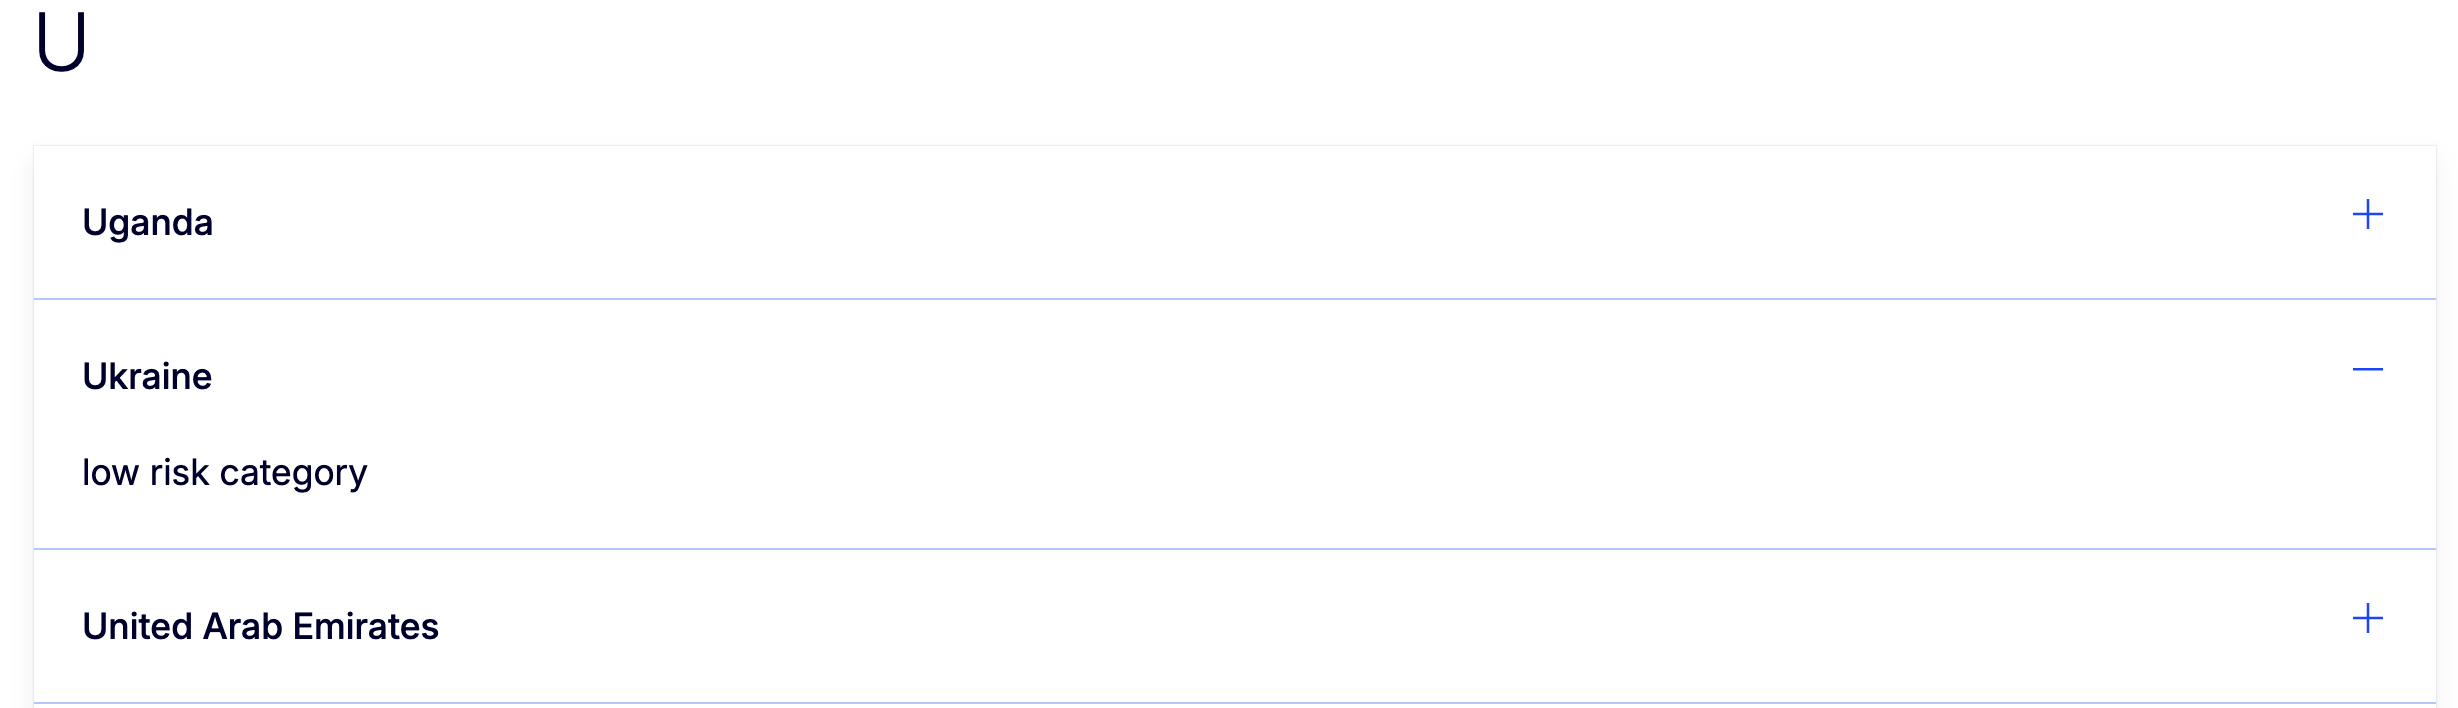 U
Uganda
Ukraine
low risk category
United Arab Emirates